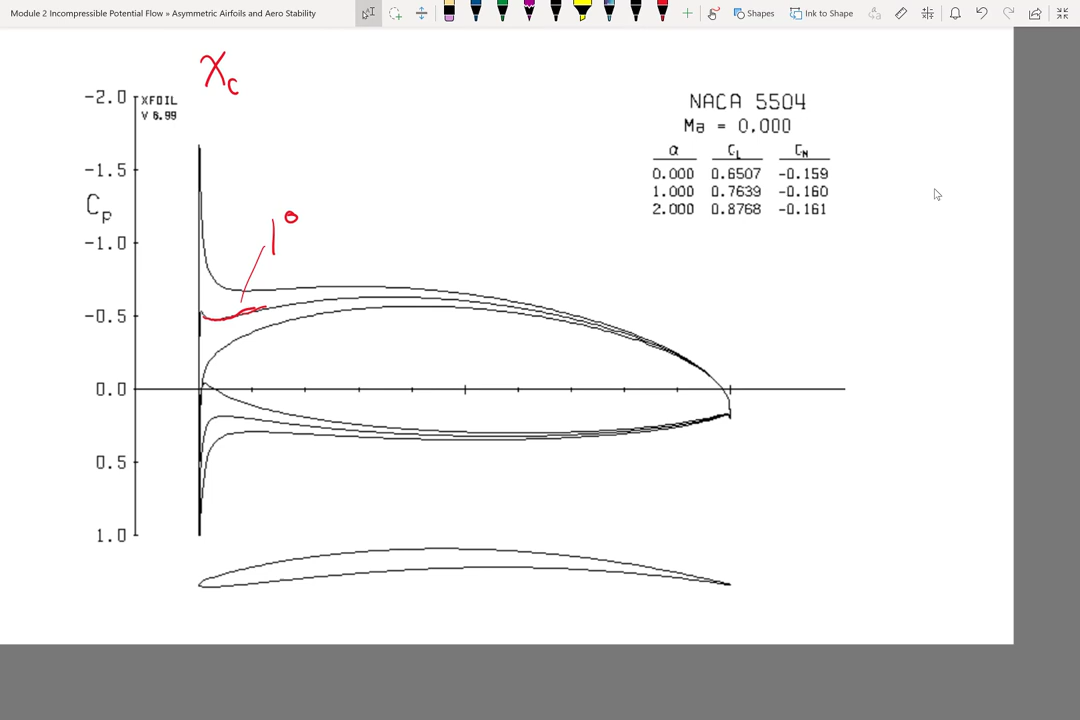 Module 2 Incompressible Potential Flow » Asymmetric Airfoils and Aero Stability
Shapes
Ink to Shape
Xc
-2.0
XFOIL
V 6.99
NACA 5504
Ma = 0.000
α CL CM
0.000 0.6507 -0.159
1.000 0.7639 -0.160
2.000 0.8768 -0.161
-1.5
Cp
1°
-1.0
-0.5
0.0
0.5
1.0